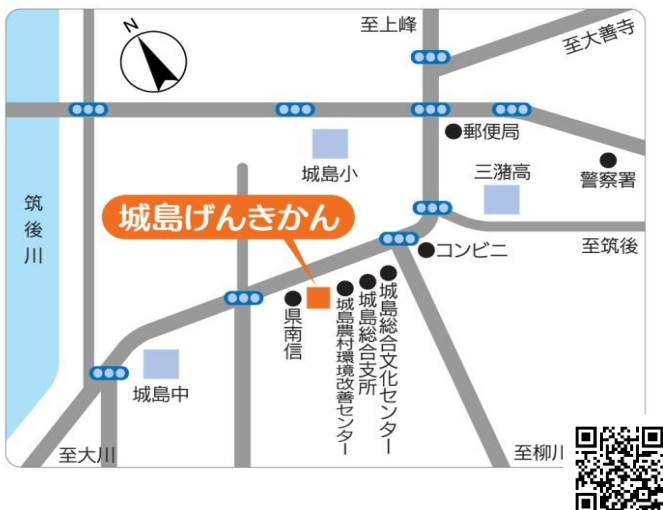 N
至上峰
至大善寺
郵便局
城島小
三潴高
警察署
筑後川
城島げんきかん
コンビニ
至筑後
県南信
城島農村環境改善センター
城島総合支所
城島総合文化センター
城島中
至大川
至柳川